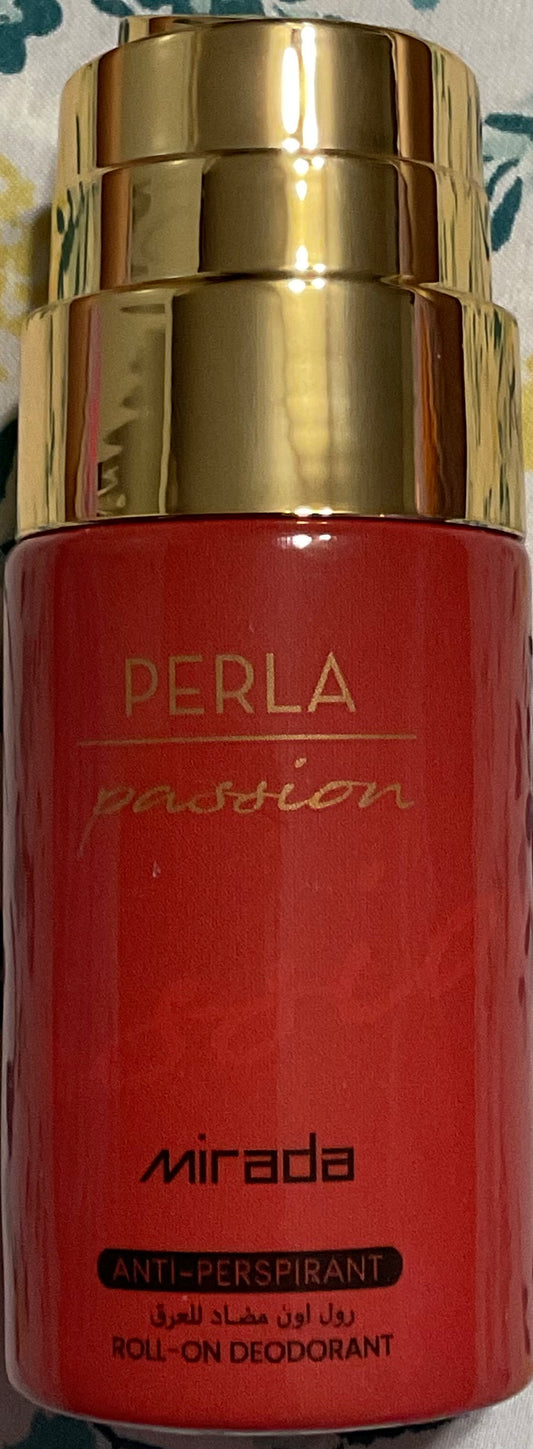 PERLA
passion
mirada
ANTI-PERSPIRANT
رول اون مضاد للعرق
ROLL-ON DEODORANT